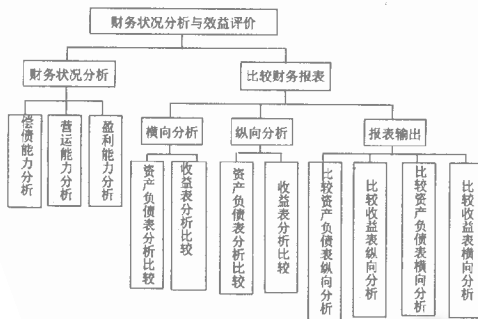 财务状况分析与效益评价
财务状况分析
比较财务报表
偿债能力分析
营运能力分析
盈利能力分析
横向分析
纵向分析
报表输出
资产负债表分析比较
收益表分析比较
资产负债表分析比较
收益表分析比较
比较资产负债表纵向分析
比较收益表纵向分析
比较资产负债表横向分析
比较收益表横向分析